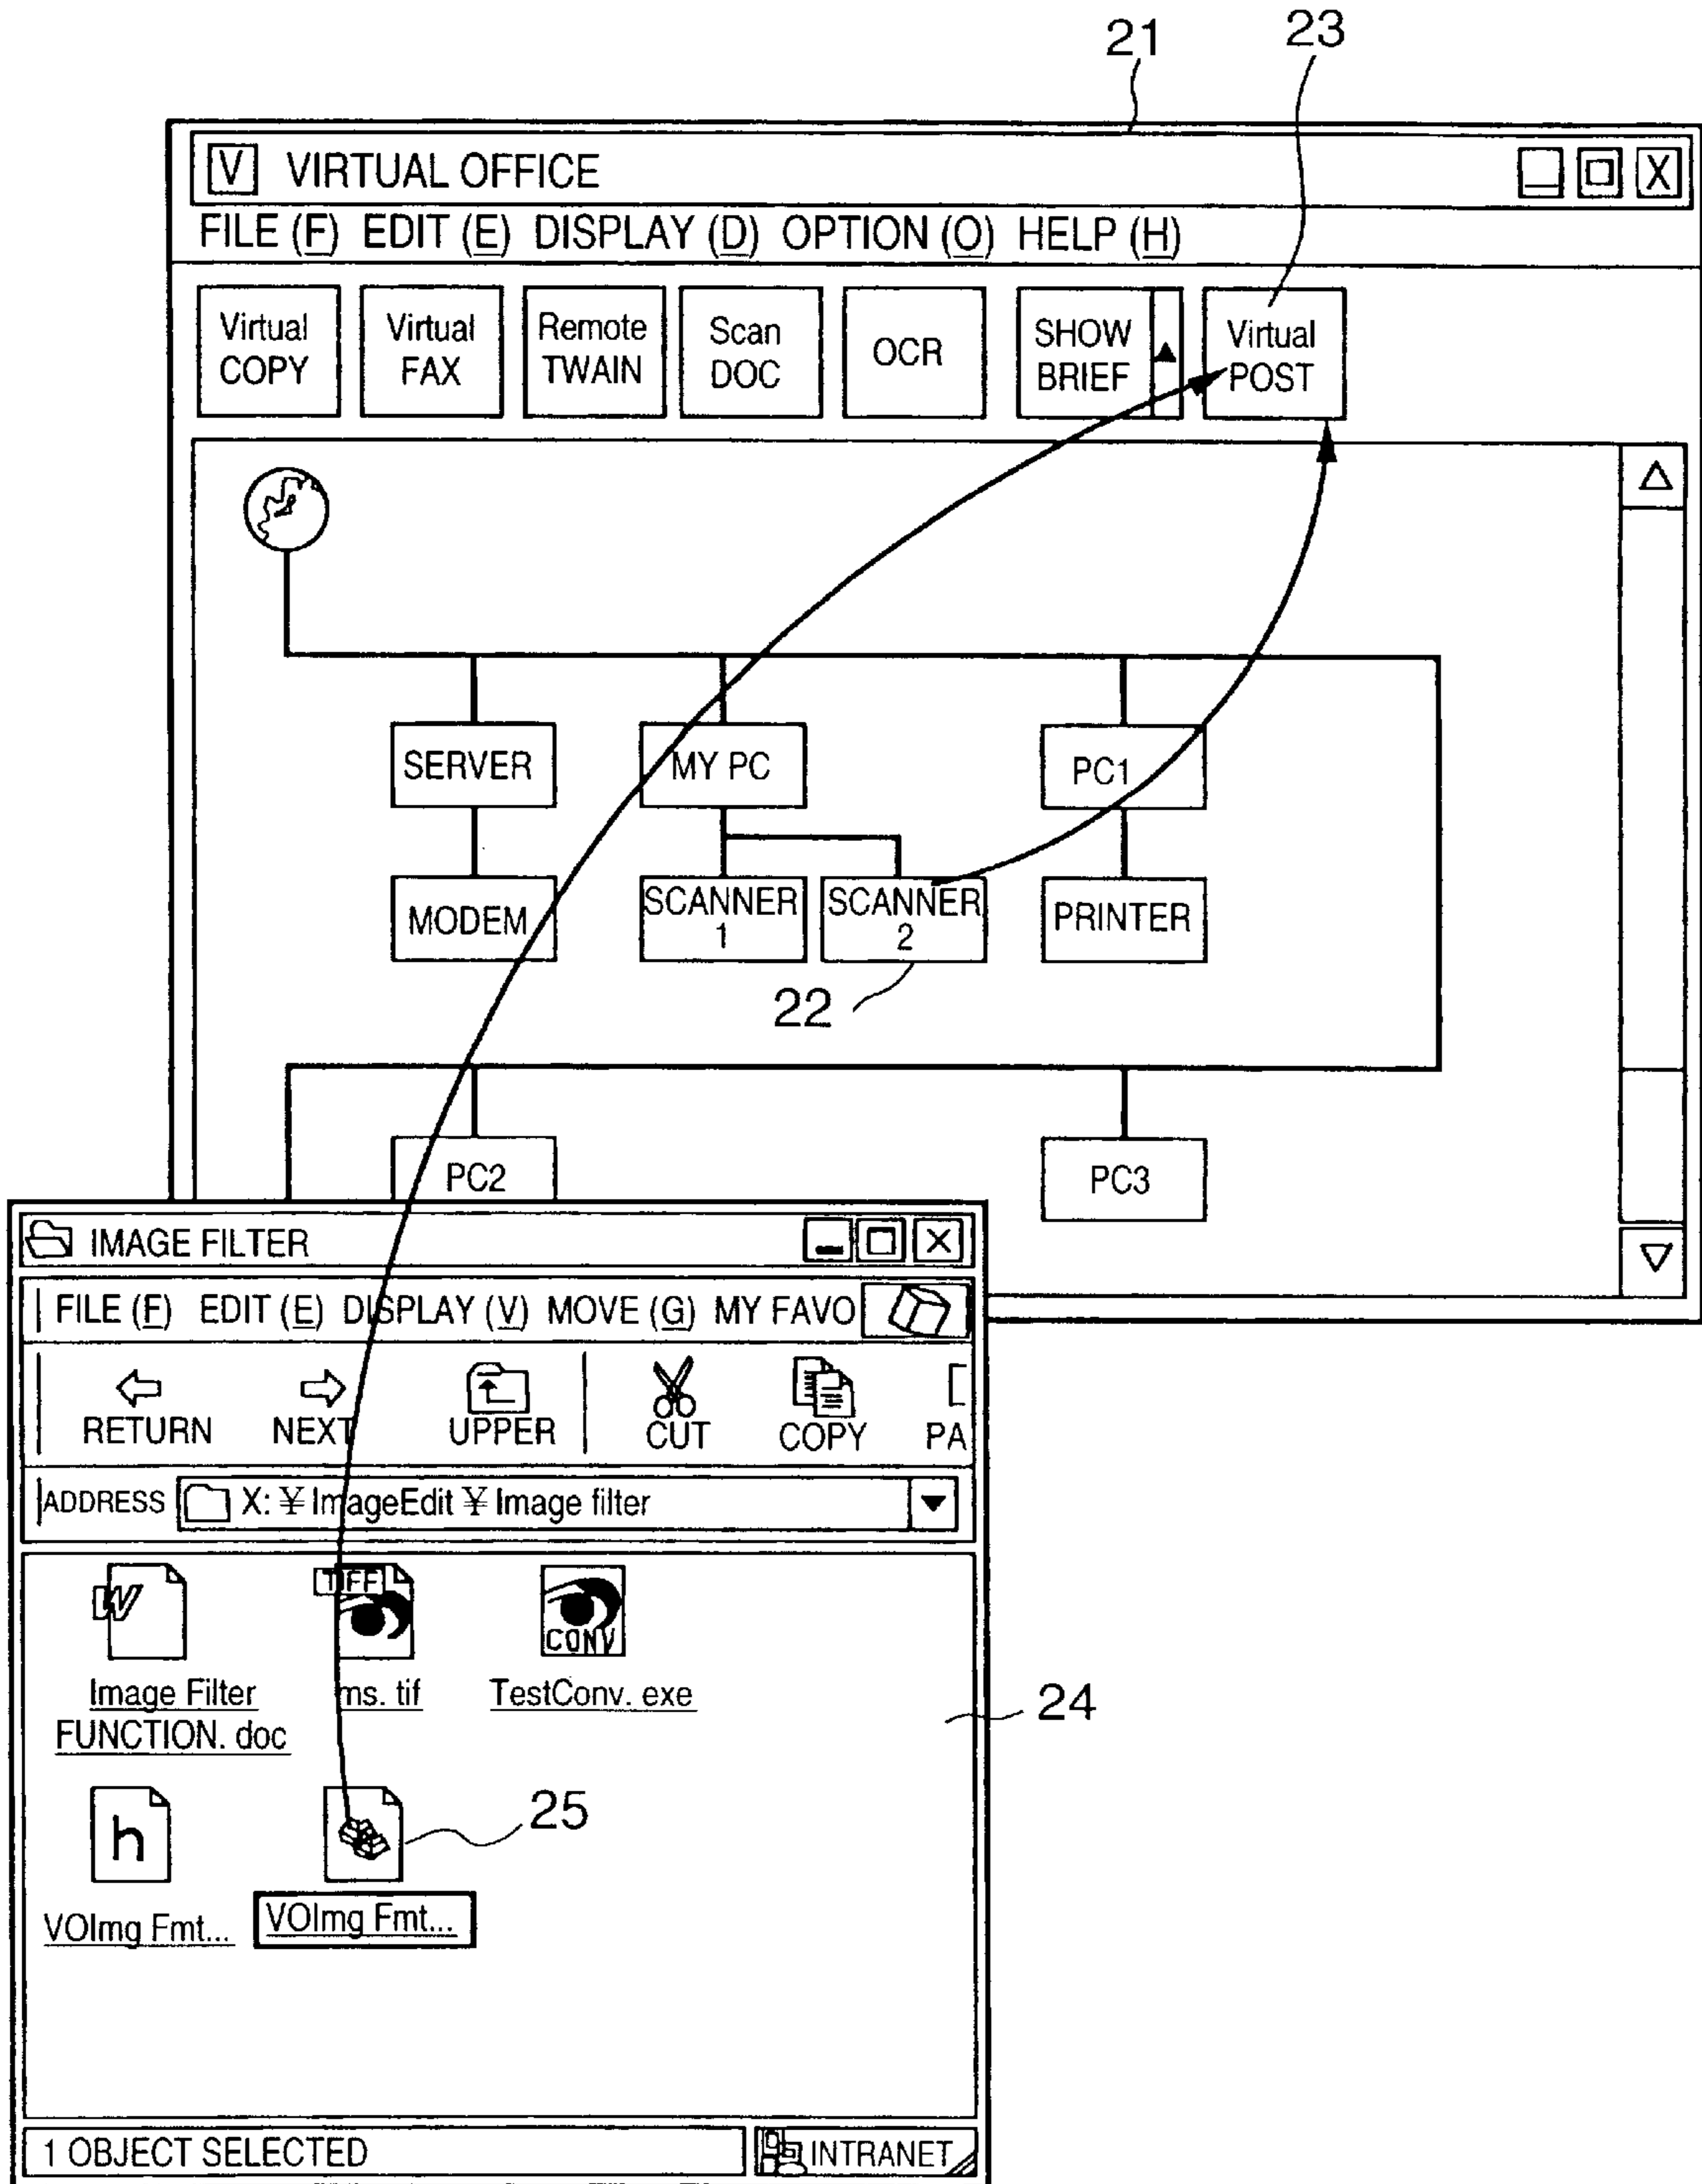 21
23
V VIRTUAL OFFICE X
FILE (F) EDIT (E) DISPLAY (D) OPTION (O) HELP (H)
Virtual COPY
Virtual FAX
Remote TWAIN
Scan DOC
OCR
SHOW BRIEF
Virtual POST
SERVER
MY PC
PC1
MODEM
SCANNER 1
SCANNER 2
PRINTER
22
PC2
PC3
IMAGE FILTER
FILE (F) EDIT (E) DISPLAY (V) MOVE (G) MY FAVO
RETURN NEXT UPPER CUT COPY PA
ADDRESS X: ¥ ImageEdit ¥ Image filter
W
TIFF
CONV
Image Filter
FUNCTION. doc
ms. tif
TestConv. exe
24
h
25
VOImg Fmt...
VOImg Fmt...
1 OBJECT SELECTED
INTRANET